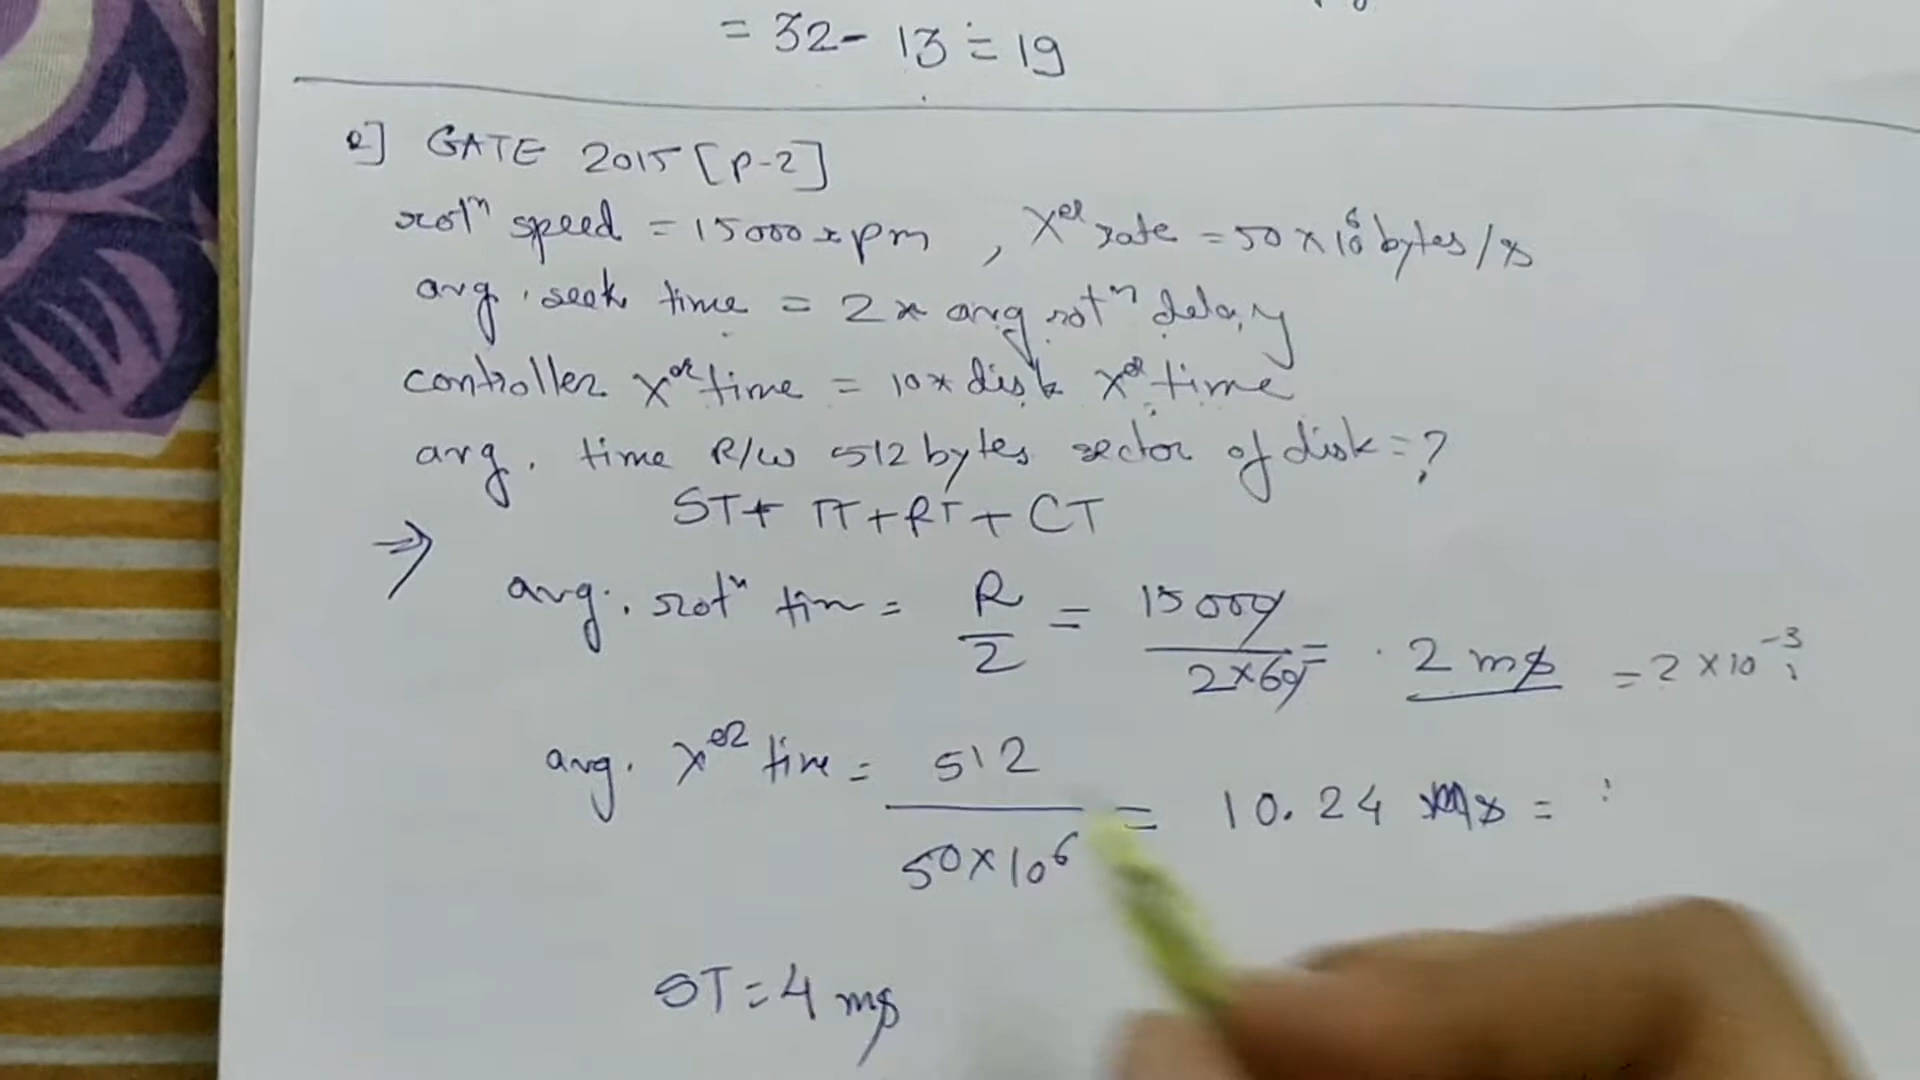 = 32 - 13 = 19
Q] GATE 2015 [P-2]
rotⁿ speed = 15000 rpm , Xᵉʳ rate = 50 × 10⁶ bytes/s
avg. seek time = 2 × avg rotⁿ delay
controller Xᵉʳ time = 10 × disk Xᵉʳ time
avg. time R/W 512 bytes sector of disk = ?
ST + TT + RT + CT
⇒ avg. rotⁿ tim = R/2 = 15000/2×60 = 2 ms = 2 × 10⁻³
avg. Xᵉʳ time = 512/50×10⁶ = 10.24 s =
ST = 4 ms